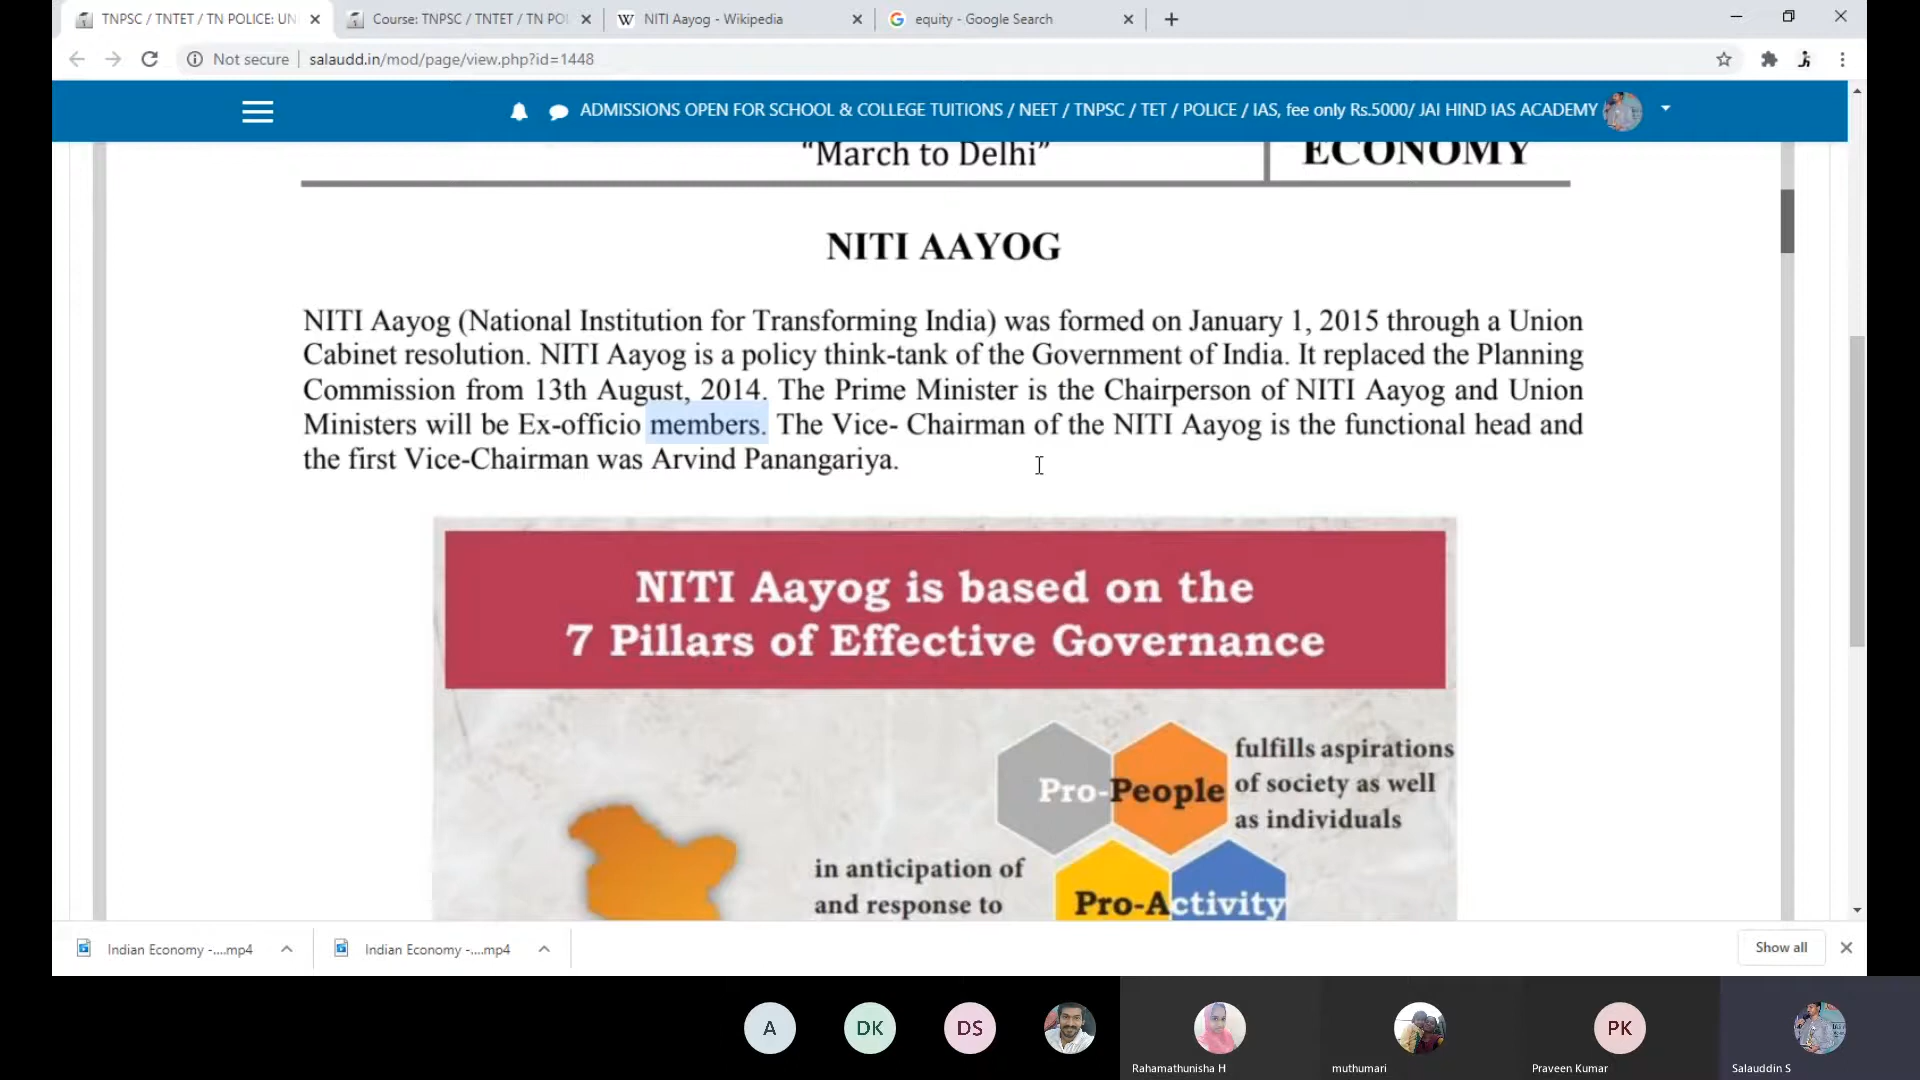 TNPSC / TNTET / TN POLICE: UN
Course: TNPSC / TNTET / TN PO
NITI Aayog - Wikipedia
equity - Google Search
Not secure
salaudd.in/mod/page/view.php?id=1448
ADMISSIONS OPEN FOR SCHOOL & COLLEGE TUITIONS / NEET / TNPSC / TET / POLICE / IAS, fee only Rs.5000/ JAI HIND IAS ACADEMY
“March to Delhi”
ECONOMY
NITI AAYOG
NITI Aayog (National Institution for Transforming India) was formed on January 1, 2015 through a Union
Cabinet resolution. NITI Aayog is a policy think-tank of the Government of India. It replaced the Planning
Commission from 13th August, 2014. The Prime Minister is the Chairperson of NITI Aayog and Union
Ministers will be Ex-officio members. The Vice- Chairman of the NITI Aayog is the functional head and
the first Vice-Chairman was Arvind Panangariya.
NITI Aayog is based on the
7 Pillars of Effective Governance
Pro-People
fulfills aspirations
of society as well
as individuals
in anticipation of
and response to
Pro-Activity
Indian Economy -....mp4
Indian Economy -....mp4
Show all
A
DK
DS
PK
Rahamathunisha H
muthumari
Praveen Kumar
Salauddin S